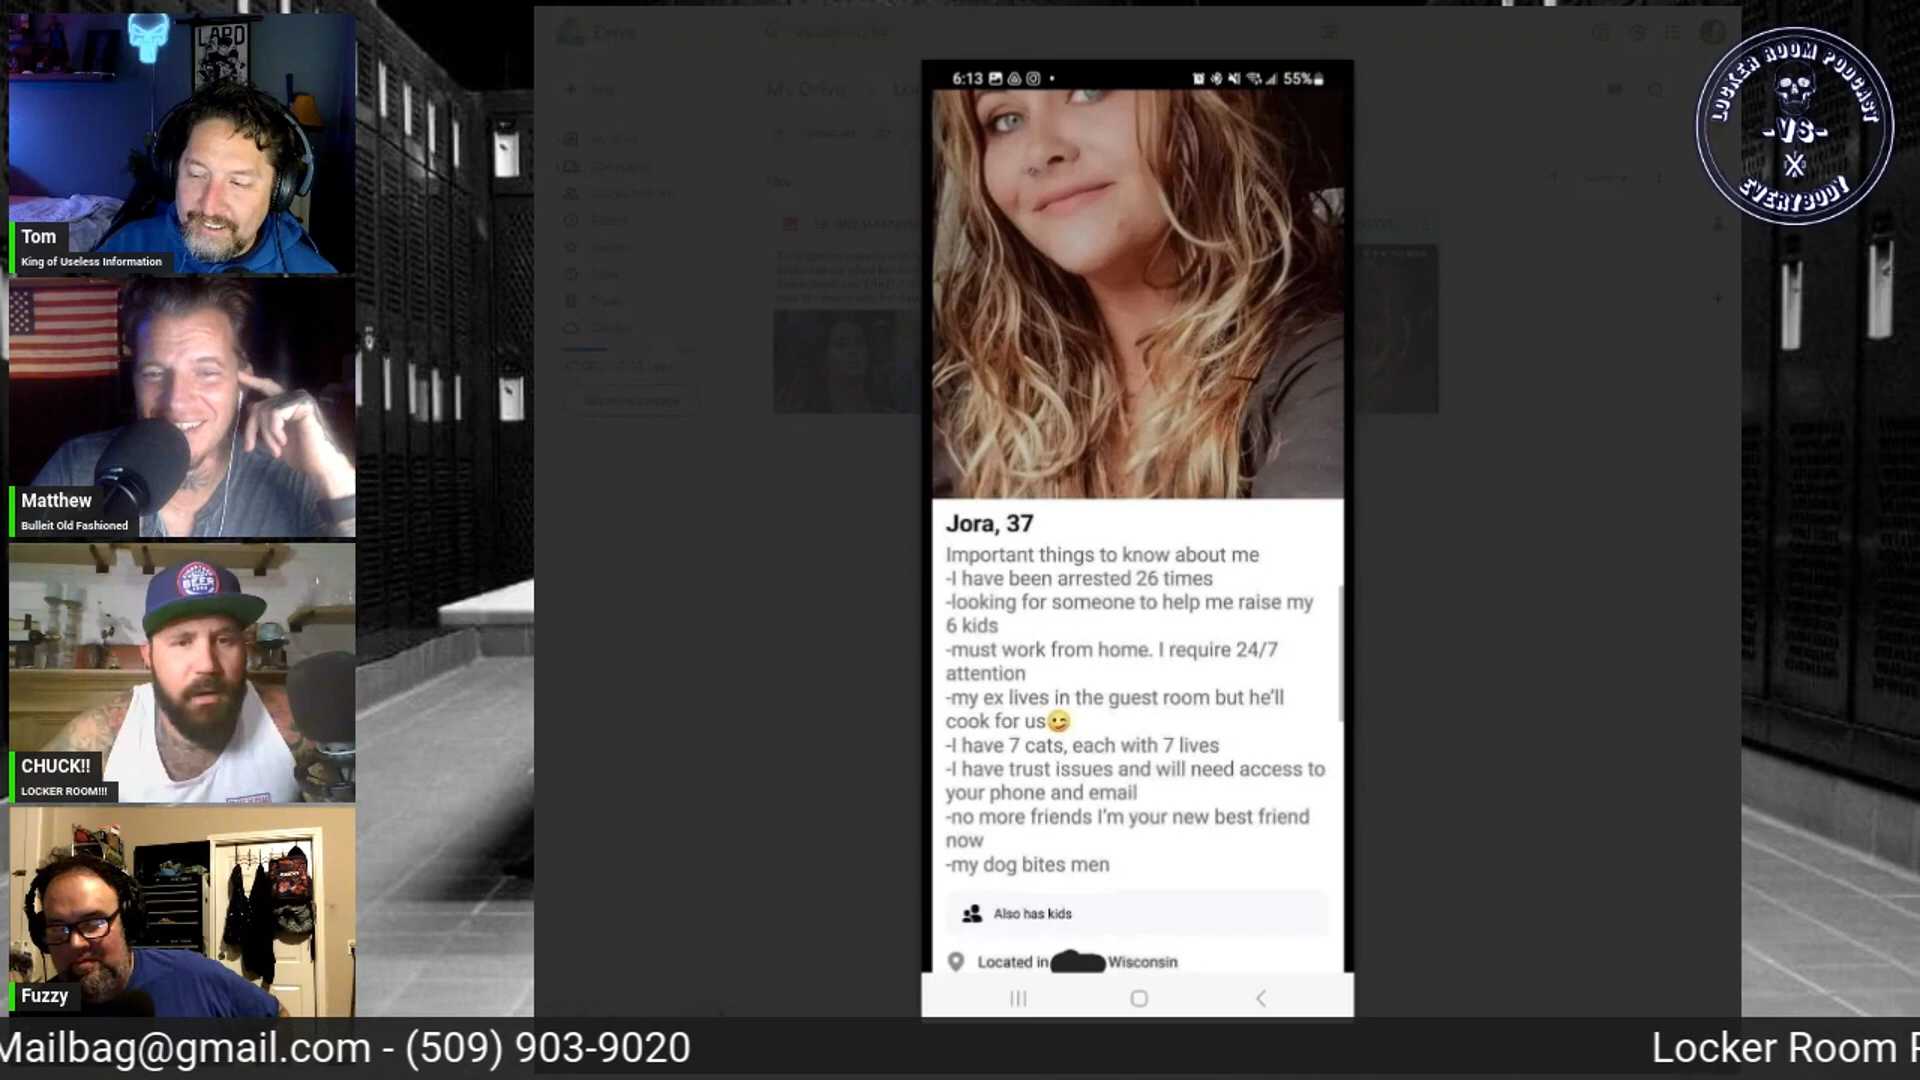 LAPD
Tom
King of Useless Information
Matthew
Bulleit Old Fashioned
BEER
CHUCK!!
LOCKER ROOM!!!
Fuzzy
Drive
My Drive
6:13
55%
Jora, 37
Important things to know about me
-I have been arrested 26 times
-looking for someone to help me raise my
6 kids
-must work from home. I require 24/7
attention
-my ex lives in the guest room but he'll
cook for us😉
-I have 7 cats, each with 7 lives
-I have trust issues and will need access to
your phone and email
-no more friends I'm your new best friend
now
-my dog bites men
Also has kids
Located in Wisconsin
LOCKER ROOM PODCAST
-VS-
EVERYBODY
Mailbag@gmail.com - (509) 903-9020
Locker Room